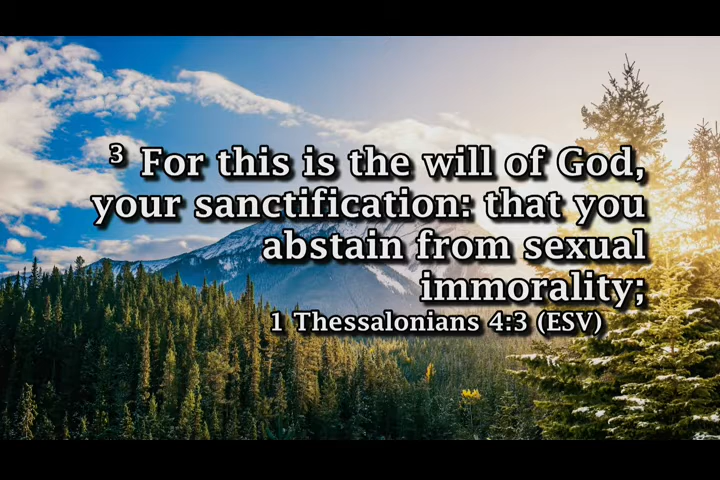 3 For this is the will of God,
your sanctification: that you
abstain from sexual
immorality;
1 Thessalonians 4:3 (ESV)